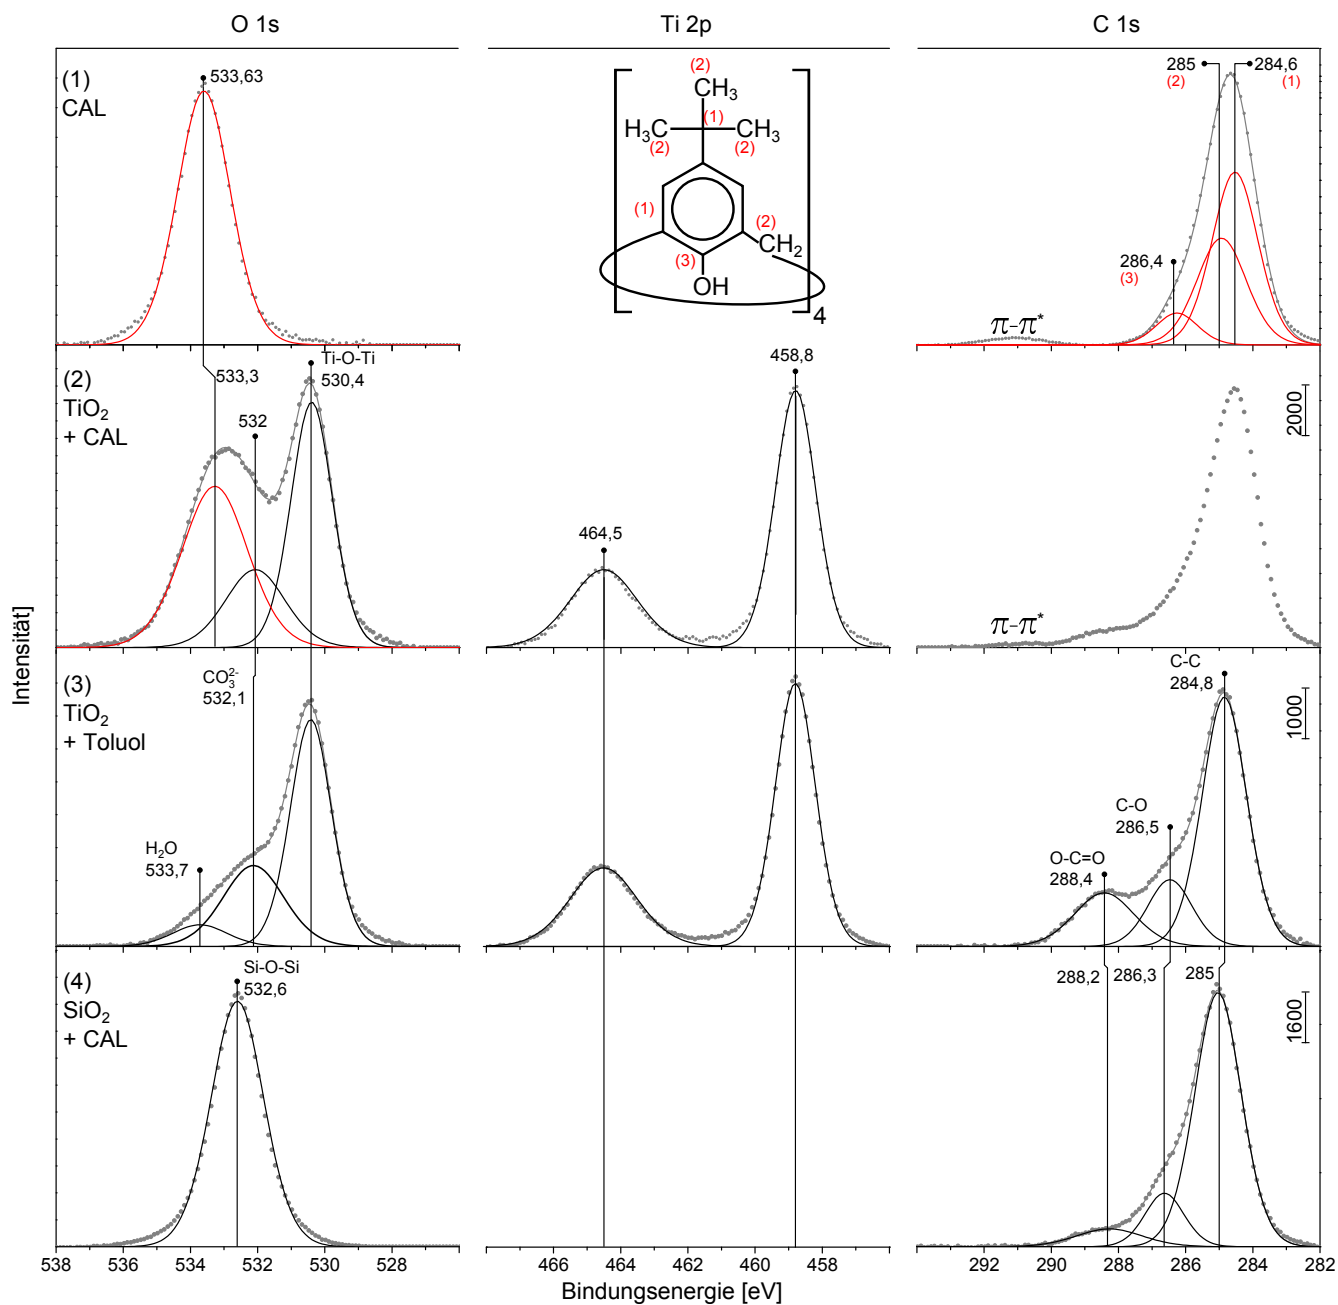 O 1s
Ti 2p
C 1s
(1)
CAL
533,63
(2)
CH3
(1)
H3C
CH3
(2)
(2)
(1)
(2)
CH2
(3)
OH
4
285
(2)
284,6
(1)
286,4
(3)
π-π*
(2)
TiO2
+ CAL
533,3
532
Ti-O-Ti
530,4
464,5
458,8
2000
π-π*
(3)
TiO2
+ Toluol
CO3 2-
532,1
H2O
533,7
C-C
284,8
C-O
286,5
O-C=O
288,4
1000
(4)
SiO2
+ CAL
Si-O-Si
532,6
288,2
286,3
285
1600
538 536 534 532 530 528
466 464 462 460 458
292 290 288 286 284 282
Intensität]
Bindungsenergie [eV]